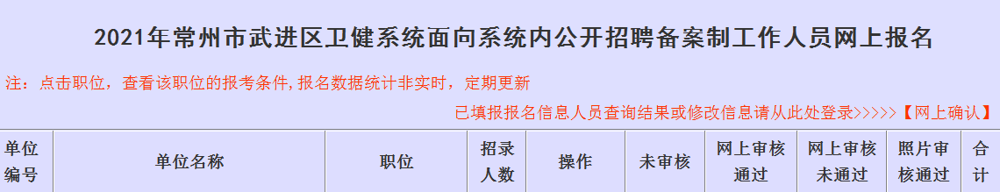 2021年常州市武进区卫健系统面向系统内公开招聘备案制工作人员网上报名
注：点击职位，查看该职位的报考条件,报名数据统计非实时，定期更新
已填报报名信息人员查询结果或修改信息请从此处登录>>>>>【网上确认】
单位编号 单位名称 职位 招录人数 操作 未审核 网上审核通过 网上审核未通过 照片审核通过 合计